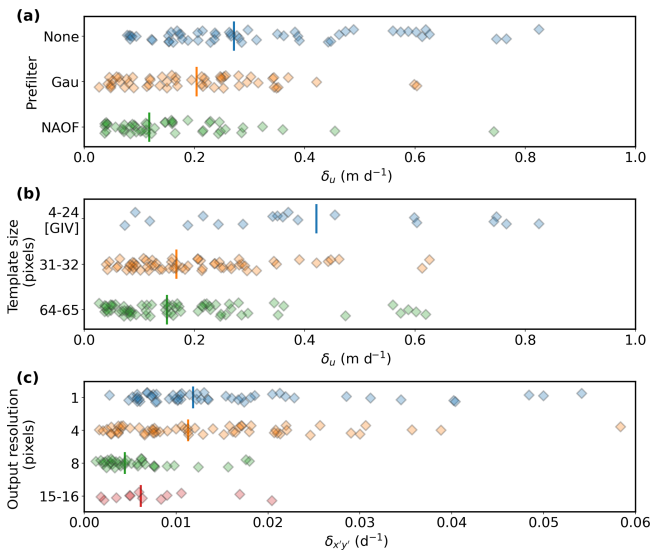 (a)
None
Gau
NAOF
Prefilter
0.0 0.2 0.4 0.6 0.8 1.0
δu (m d⁻¹)
(b)
4-24
[GIV]
31-32
64-65
Template size
(pixels)
0.0 0.2 0.4 0.6 0.8 1.0
δu (m d⁻¹)
(c)
1
4
8
15-16
Output resolution
(pixels)
0.00 0.01 0.02 0.03 0.04 0.05 0.06
δx'y' (d⁻¹)